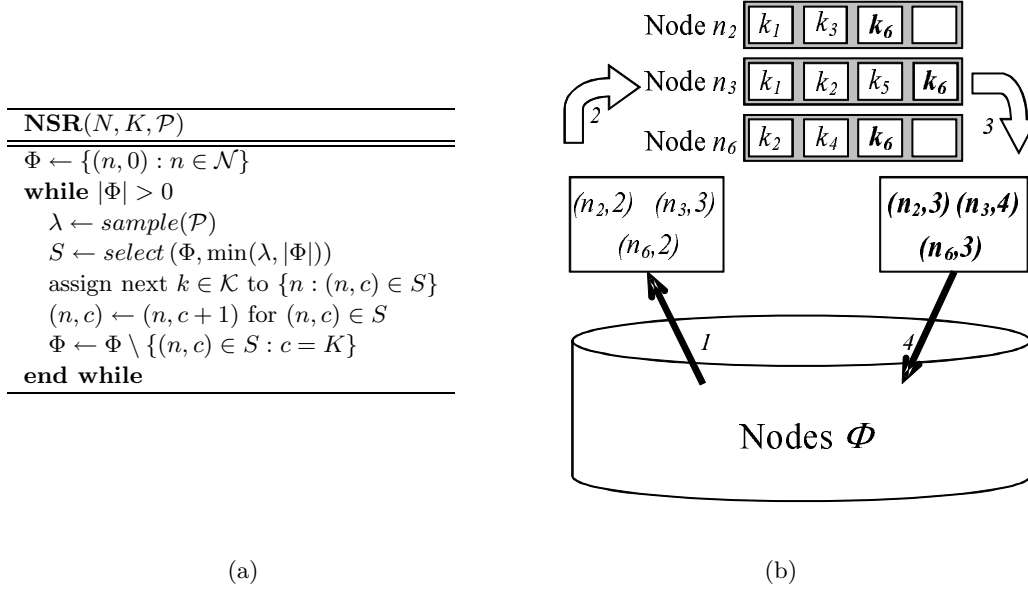 NSR(N, K, P)
Φ ← {(n, 0) : n ∈ N}
while |Φ| > 0
λ ← sample(P)
S ← select (Φ, min(λ, |Φ|))
assign next k ∈ K to {n : (n, c) ∈ S}
(n, c) ← (n, c + 1) for (n, c) ∈ S
Φ ← Φ \ {(n, c) ∈ S : c = K}
end while
(a)
Node n₂ k₁ k₃ k₆
Node n₃ k₁ k₂ k₅ k₆
2
3
Node n₆ k₂ k₄ k₆
(n₂,2) (n₃,3)
(n₆,2)
(n₂,3) (n₃,4)
(n₆,3)
1
4
Nodes Φ
(b)